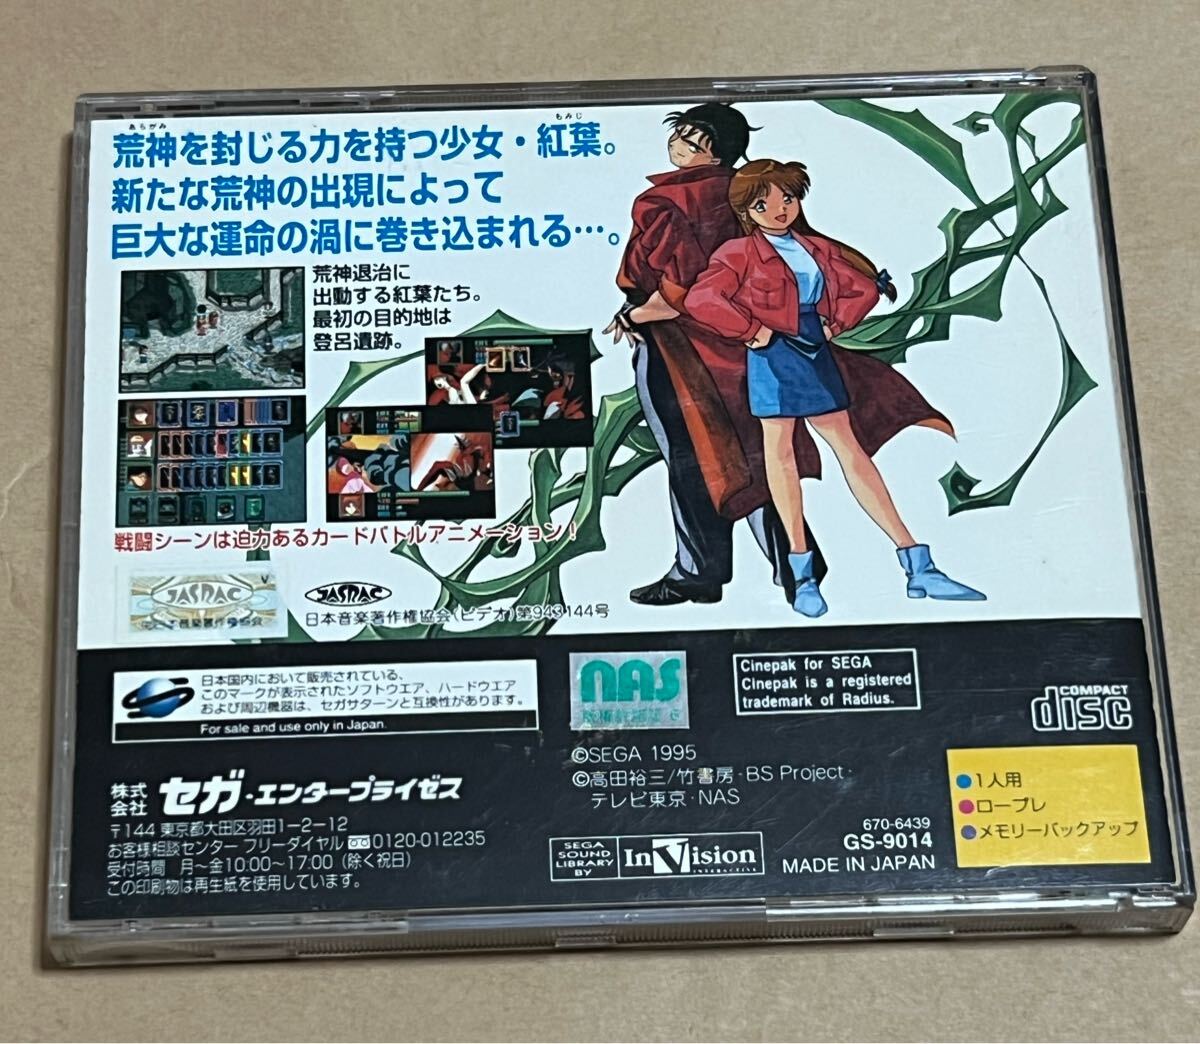 あらがみ
もみじ
荒神を封じる力を持つ少女・紅葉。
新たな荒神の出現によって
巨大な運命の渦に巻き込まれる…。
荒神退治に
出動する紅葉たち。
最初の目的地は
登呂遺跡。
戦闘シーンは迫力あるカードバトルアニメーション!
JASRAC
JASRAC
日本音楽著作権協会(ビデオ)第943144号
日本国内において販売されている、
このマークが表示されたソフトウエア、ハードウエア
および周辺機器は、セガサターンと互換性があります。
For sale and use only in Japan.
nAS
Cinepak for SEGA
Cinepak is a registered
trademark of Radius.
COMPACT
disc
©SEGA 1995
©高田裕三/竹書房・BS Project・
テレビ東京・NAS
株式
会社
セガ・エンタープライゼス
〒144 東京都大田区羽田1-2-12
お客様相談センター フリーダイヤル 0120-012235
受付時間 月~金10:00~17:00(除く祝日)
この印刷物は再生紙を使用しています。
SEGA
SOUND
LIBRARY
BY
InVision
INTERACTIVE
670-6439
GS-9014
MADE IN JAPAN
1人用
ロープレ
メモリーバックアップ